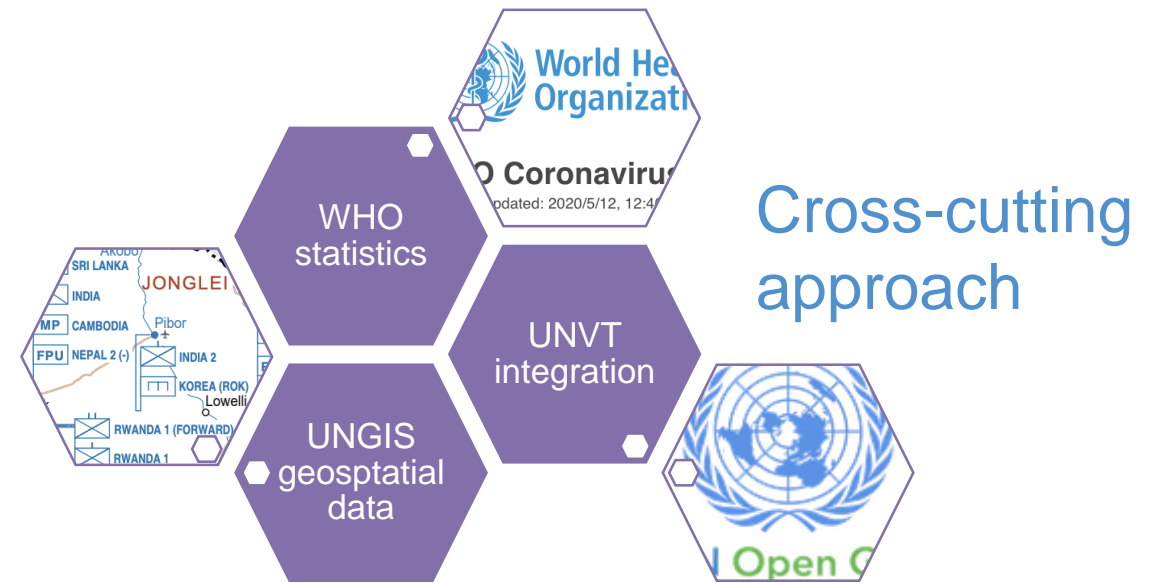 World He
Organizati
O Coronaviru
pdated: 2020/5/12, 12:4
WHO
statistics
Cross-cutting
approach
AKOBO
SRI LANKA
JONGLEI
INDIA
MP CAMBODIA
Pibor
FPU NEPAL 2 (-)
INDIA 2
KOREA (ROK)
Lowelli
RWANDA 1 (FORWARD)
RWANDA 1
UNVT
integration
UNGIS
geosptatial
data
Open G